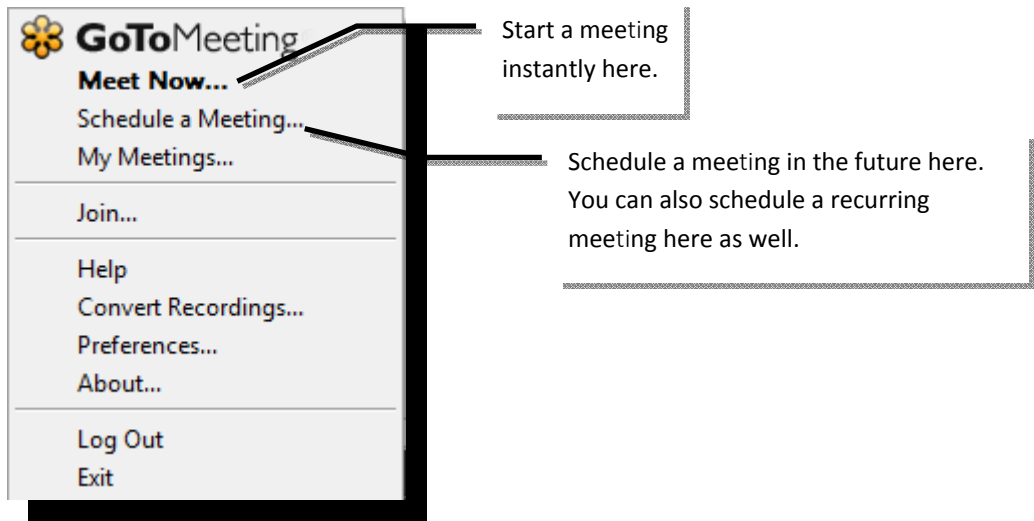 GoToMeeting
Meet Now...
Schedule a Meeting...
My Meetings...
Join...
Help
Convert Recordings...
Preferences...
About...
Log Out
Exit
Start a meeting
instantly here.
Schedule a meeting in the future here.
You can also schedule a recurring
meeting here as well.